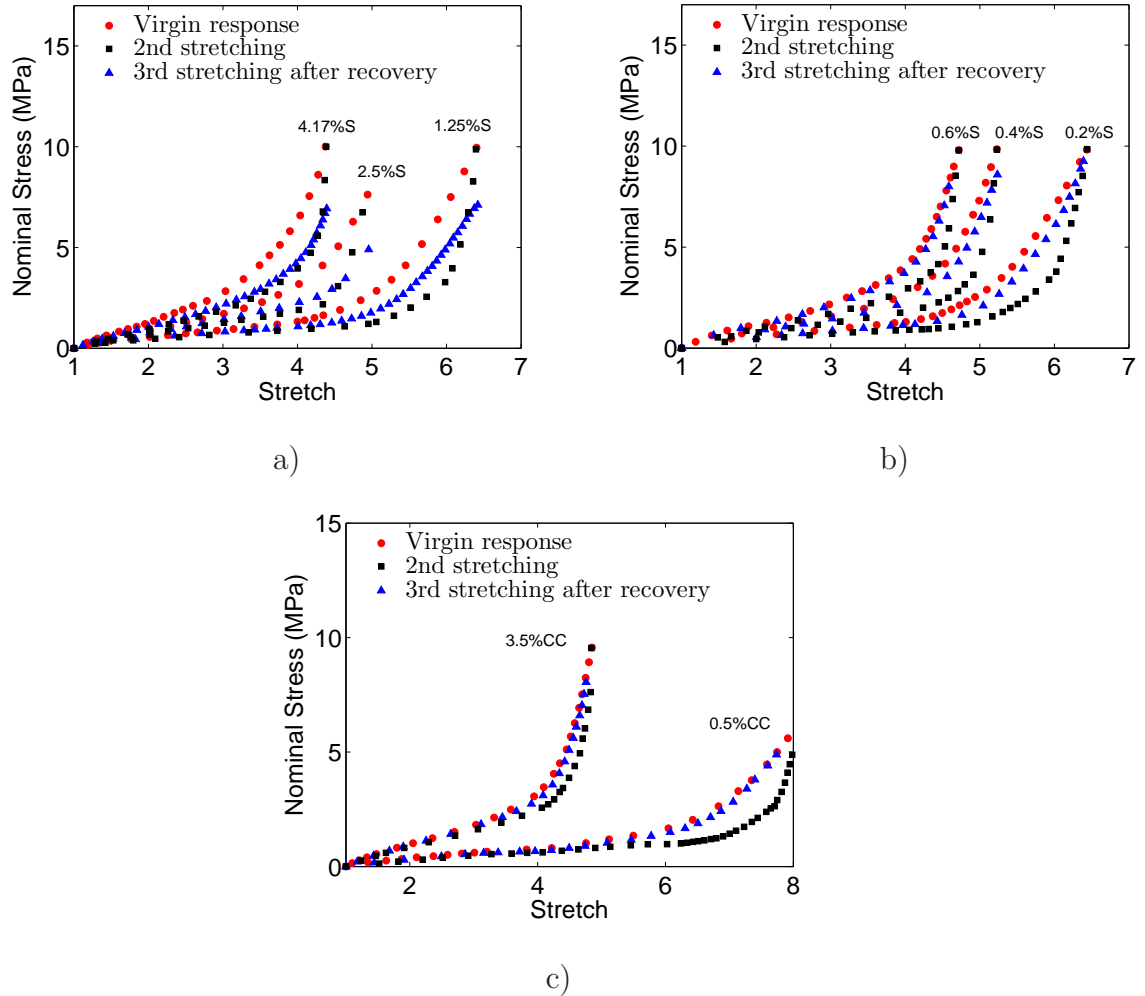 Virgin response
2nd stretching
3rd stretching after recovery
15
10
5
0
4.17%S
2.5%S
1.25%S
1 2 3 4 5 6 7
Nominal Stress (MPa)
Stretch
a)
Virgin response
2nd stretching
3rd stretching after recovery
15
10
5
0
0.6%S
0.4%S
0.2%S
1 2 3 4 5 6 7
Nominal Stress (MPa)
Stretch
b)
Virgin response
2nd stretching
3rd stretching after recovery
15
10
5
0
3.5%CC
0.5%CC
2 4 6 8
Nominal Stress (MPa)
Stretch
c)